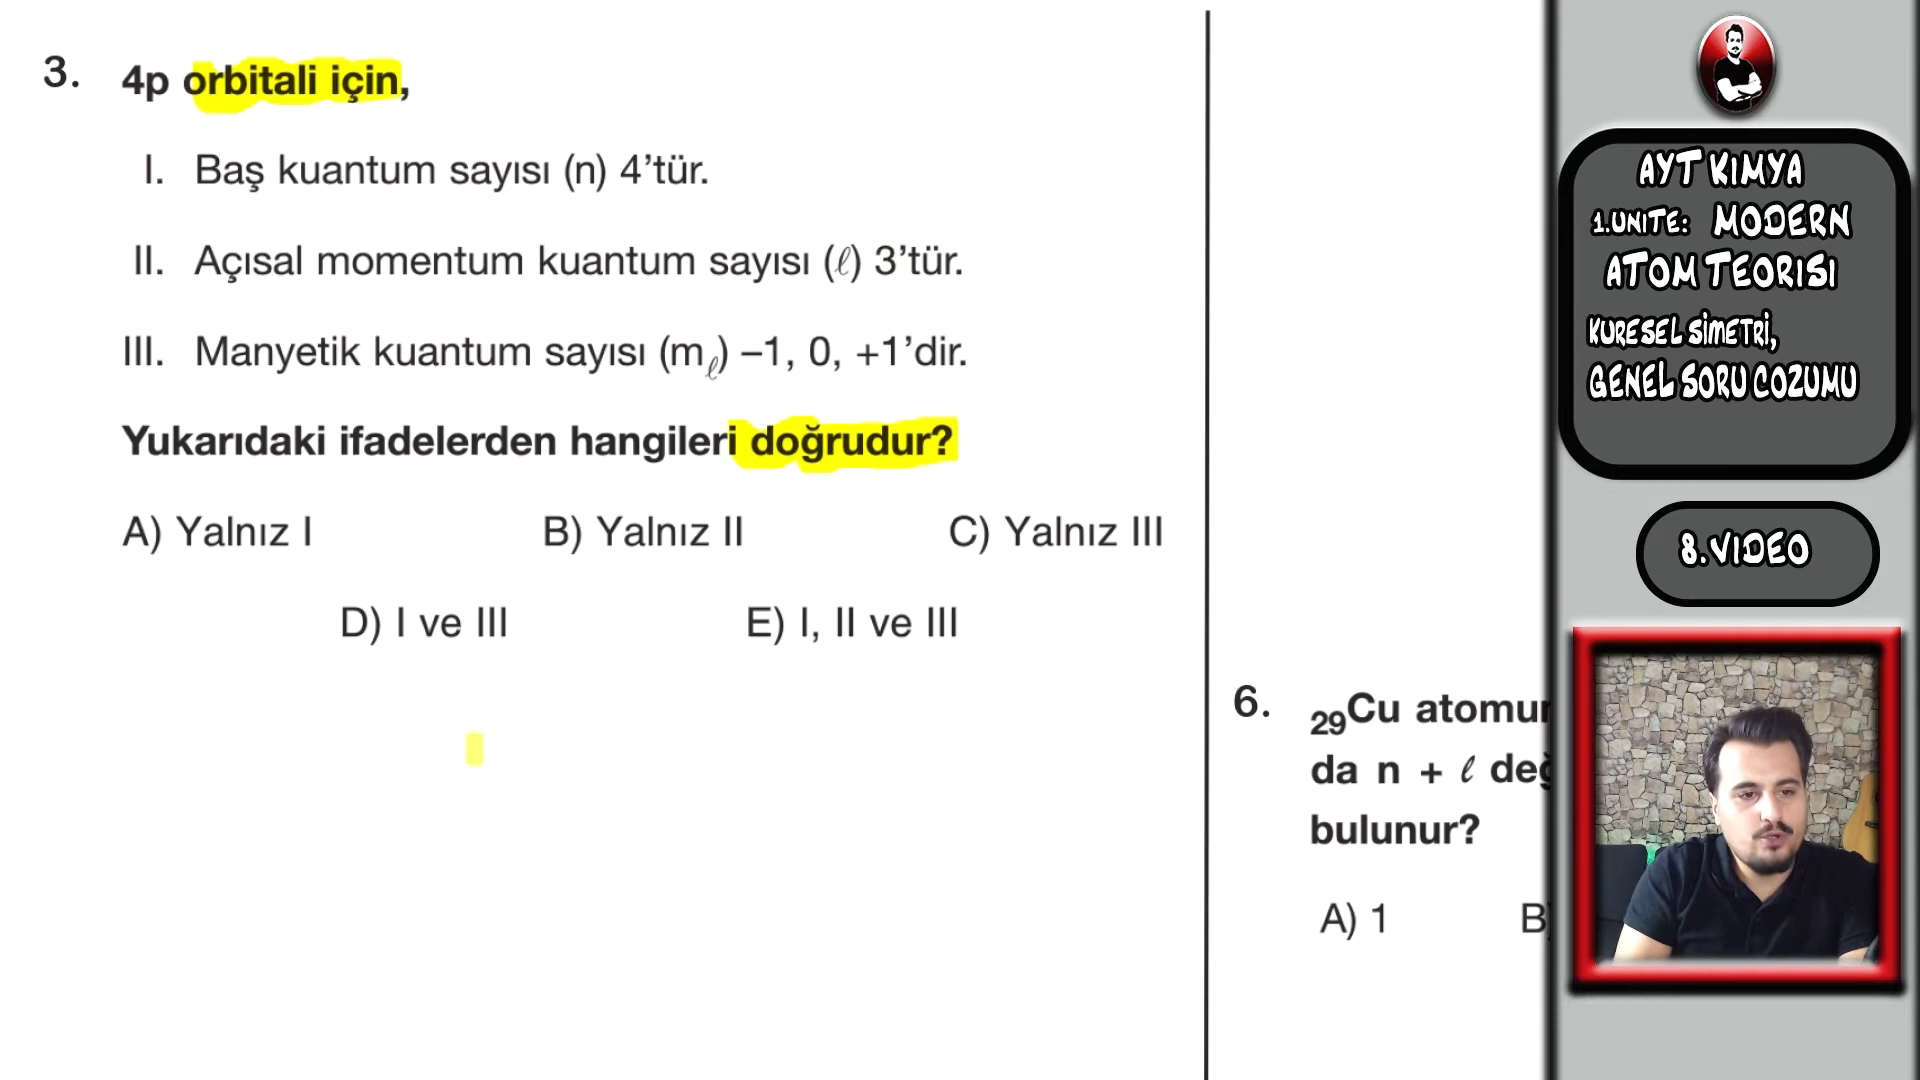 3. 4p orbitali için,
I. Baş kuantum sayısı (n) 4’tür.
II. Açısal momentum kuantum sayısı (ℓ) 3’tür.
III. Manyetik kuantum sayısı (mℓ) –1, 0, +1’dir.
Yukarıdaki ifadelerden hangileri doğrudur?
A) Yalnız I B) Yalnız II C) Yalnız III
D) I ve III E) I, II ve III
6. ₂₉Cu atomu
da n + ℓ de
bulunur?
A) 1 B)
AYT KIMYA
1.UNITE: MODERN
ATOM TEORISI
KURESEL SİMETRİ,
GENEL SORU COZUMU
8.VIDEO